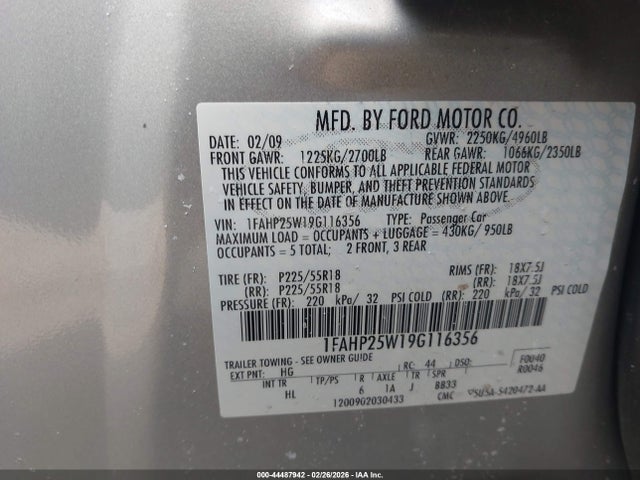 MFD. BY FORD MOTOR CO.
DATE: 02/09 GVWR: 2250KG/4960LB
FRONT GAWR: 1225KG/2700LB REAR GAWR: 1066KG/2350LB
THIS VEHICLE CONFORMS TO ALL APPLICABLE FEDERAL MOTOR
VEHICLE SAFETY, BUMPER, AND THEFT PREVENTION STANDARDS
IN EFFECT ON THE DATE OF MANUFACTURE SHOWN ABOVE.
VIN: 1FAHP25W19G116356 TYPE: Passenger Car
MAXIMUM LOAD = OCCUPANTS + LUGGAGE = 430KG/ 950LB
OCCUPANTS = 5 TOTAL; 2 FRONT, 3 REAR
TIRE (FR): P225/55R18 RIMS (FR): 18X7.5J
(RR): P225/55R18 (RR): 18X7.5J
PRESSURE (FR): 220 kPa/ 32 PSI COLD (RR): 220 kPa/ 32 PSI COLD
1FAHP25W19G116356
TRAILER TOWING - SEE OWNER GUIDE
EXT PNT: HG RC: 44 DSO: F0040
R0046
INT TR TP/PS R AXLE TR SPR
HL 6 1A J BB33
12009G2030433 CMC 5U5A-5420472-AA
000-44487942 - 02/26/2026 - IAA Inc.